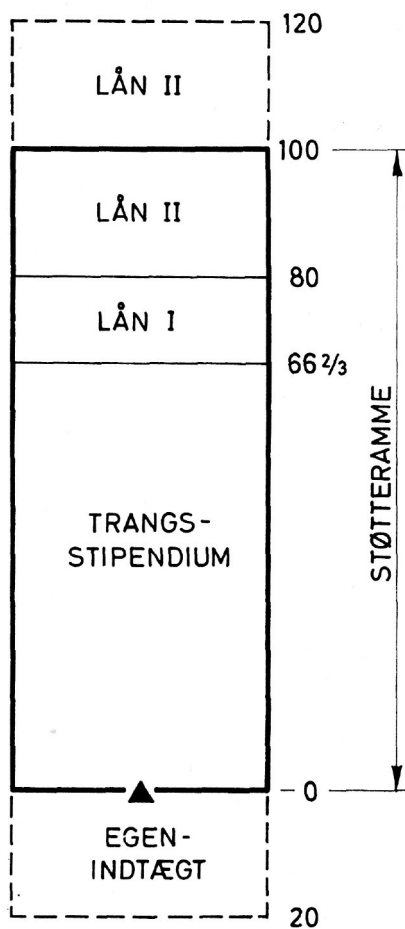 120
LÅN II
100
LÅN II
80
LÅN I
66 2/3
STØTTERAMME
TRANGS-
STIPENDIUM
0
EGEN-
INDTÆGT
20